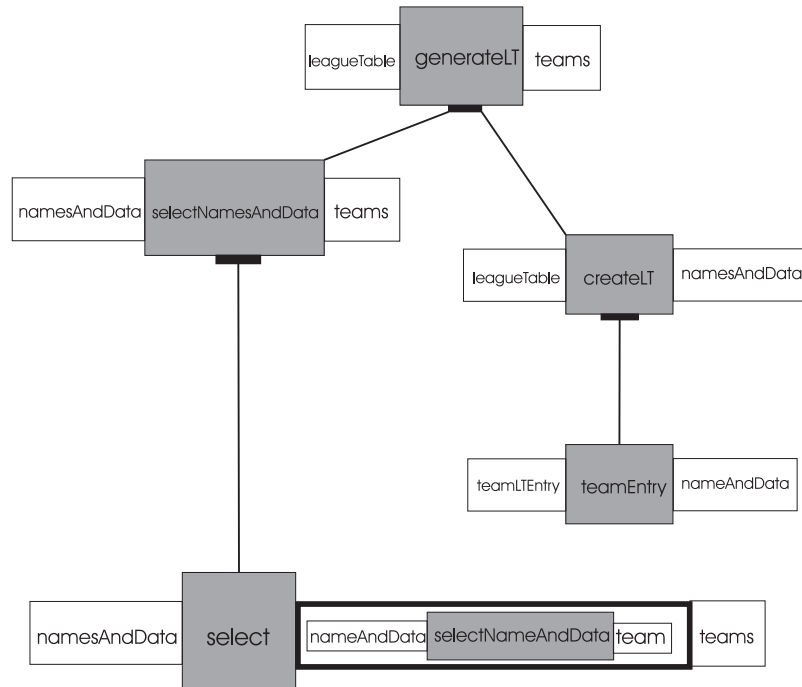 leagueTable generateLT teams
namesAndData selectNamesAndData teams
leagueTable createLT namesAndData
teamLTEntry teamEntry nameAndData
namesAndData select nameAndData selectNameAndData team teams